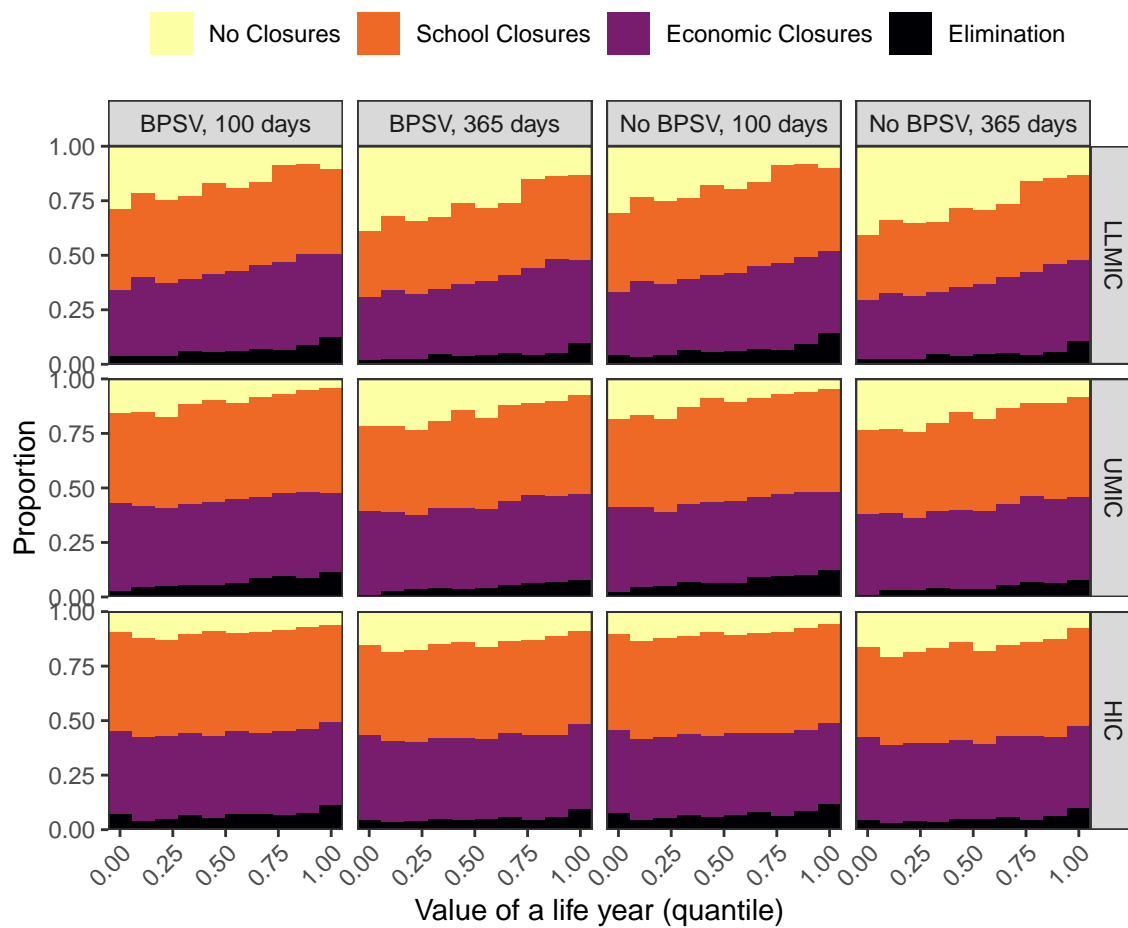 No Closures School Closures Economic Closures Elimination
BPSV, 100 days BPSV, 365 days No BPSV, 100 days No BPSV, 365 days
Proportion
1.00
0.75
0.50
0.25
0.00
LLMIC
1.00
0.75
0.50
0.25
0.00
UMIC
1.00
0.75
0.50
0.25
0.00
HIC
0.00 0.25 0.50 0.75 1.00 0.00 0.25 0.50 0.75 1.00 0.00 0.25 0.50 0.75 1.00 0.00 0.25 0.50 0.75 1.00
Value of a life year (quantile)